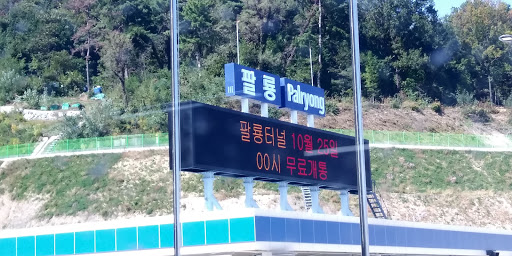 팔룡 Palryong
팔룡터널 10월 25일
00시 무료개통